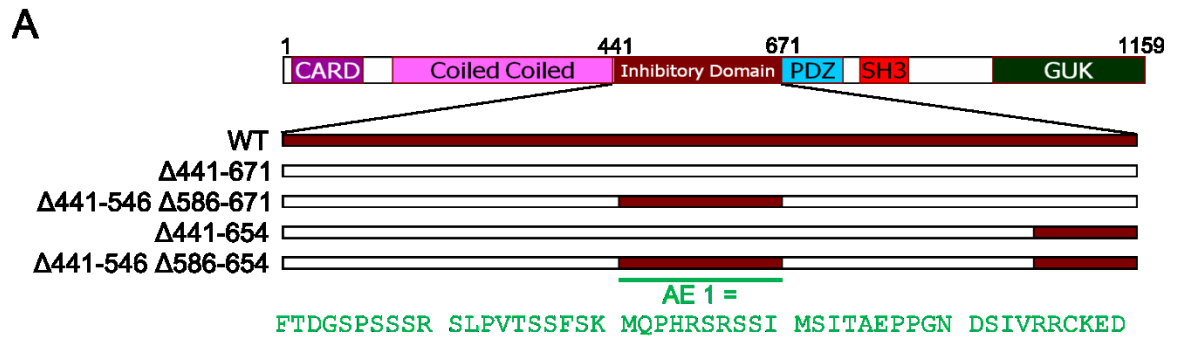 A
1 441 671 1159
CARD Coiled Coiled Inhibitory Domain PDZ SH3 GUK
WT
Δ441-671
Δ441-546 Δ586-671
Δ441-654
Δ441-546 Δ586-654
AE 1 =
FTDGSPSSSR SLPVTSSFSK MQPHRSRSSI MSITAEPPGN DSIVRRCKED